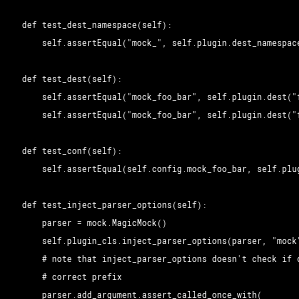 def test_dest_namespace(self):
self.assertEqual("mock_", self.plugin.dest_namespace
def test_dest(self):
self.assertEqual("mock_foo_bar", self.plugin.dest("
self.assertEqual("mock_foo_bar", self.plugin.dest("
def test_conf(self):
self.assertEqual(self.config.mock_foo_bar, self.plug
def test_inject_parser_options(self):
parser = mock.MagicMock()
self.plugin_cls.inject_parser_options(parser, "mock"
# note that inject_parser_options doesn't check if
# correct prefix
parser.add_argument.assert_called_once_with(